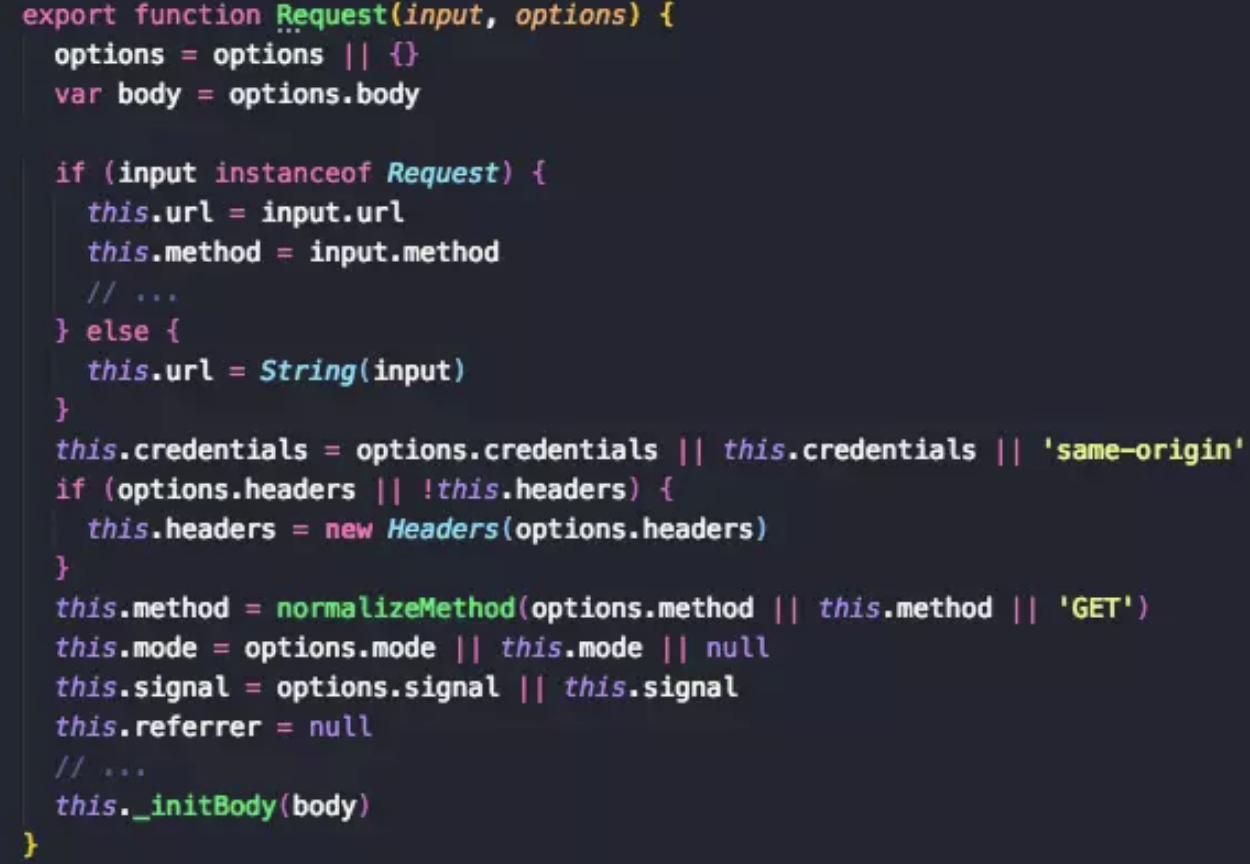 export function Request(input, options) {
  options = options || {}
  var body = options.body

  if (input instanceof Request) {
    this.url = input.url
    this.method = input.method
    // ...
  } else {
    this.url = String(input)
  }
  this.credentials = options.credentials || this.credentials || 'same-origin'
  if (options.headers || !this.headers) {
    this.headers = new Headers(options.headers)
  }
  this.method = normalizeMethod(options.method || this.method || 'GET')
  this.mode = options.mode || this.mode || null
  this.signal = options.signal || this.signal
  this.referrer = null
  // ...
  this._initBody(body)
}